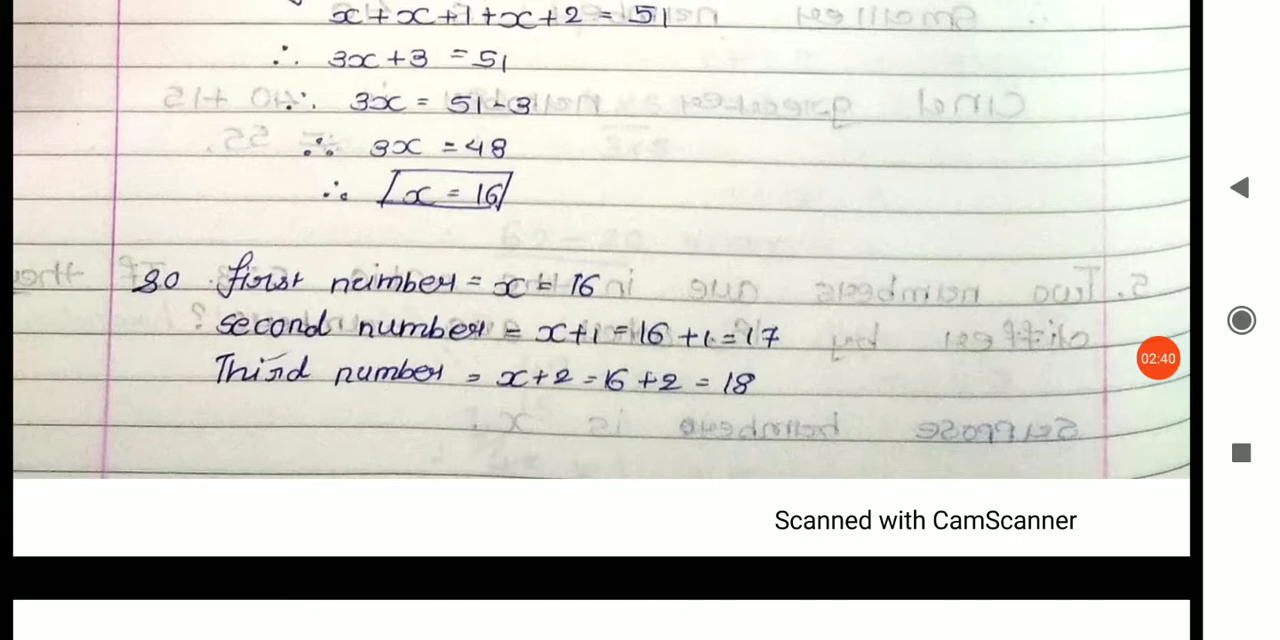 x+x+1+x+2 = 51
∴ 3x+3 = 51
∴ 3x = 51-3
∴ 3x = 48
∴ x = 16
So first number = x = 16
second number = x+1 = 16+1 = 17
Third number = x+2 = 16+2 = 18
02:40
Scanned with CamScanner